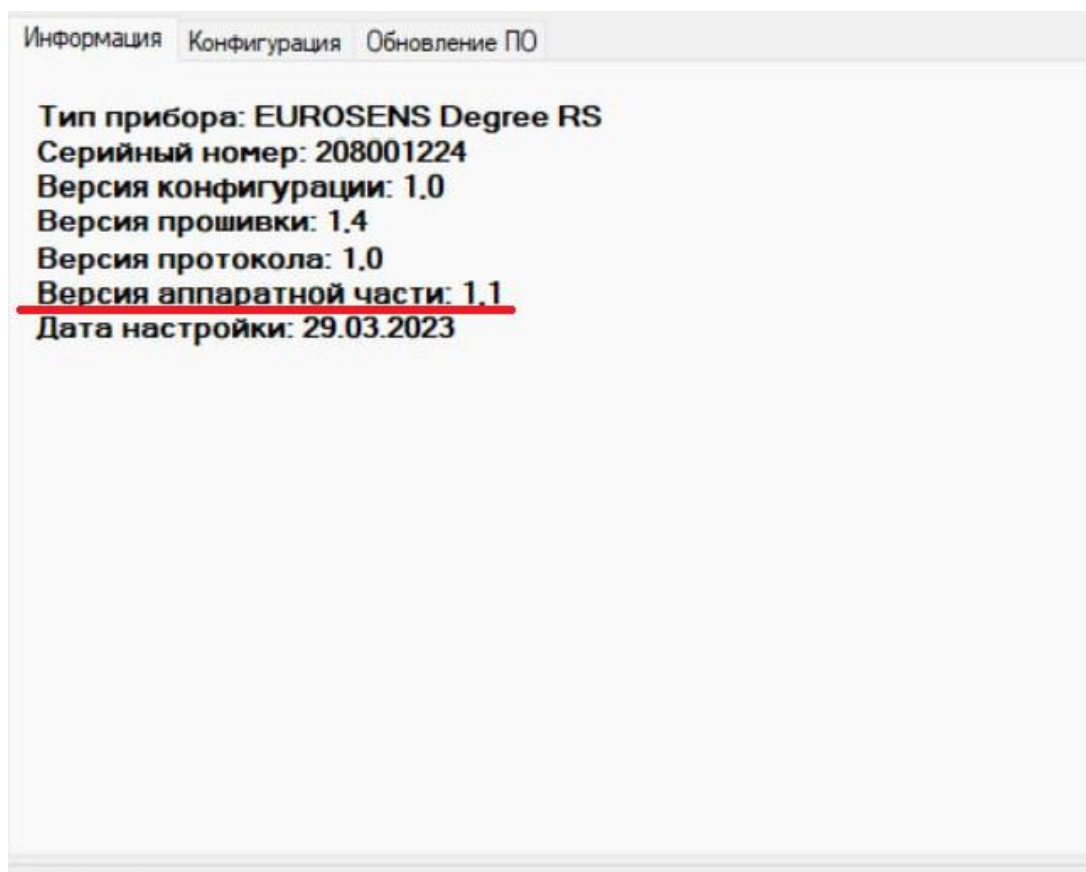 Информация Конфигурация Обновление ПО
Тип прибора: EUROSENS Degree RS
Серийный номер: 208001224
Версия конфигурации: 1.0
Версия прошивки: 1.4
Версия протокола: 1.0
Версия аппаратной части: 1.1
Дата настройки: 29.03.2023